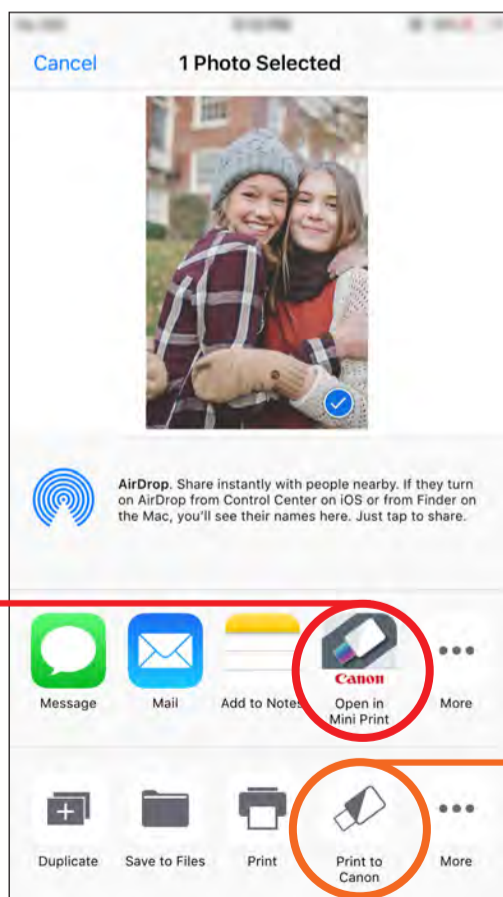 Cancel
1 Photo Selected
AirDrop. Share instantly with people nearby. If they turn
on AirDrop from Control Center on iOS or from Finder on
the Mac, you'll see their names here. Just tap to share.
Canon
Message
Mail
Add to Notes
Open in
Mini Print
More
Duplicate
Save to Files
Print
Print to
Canon
More